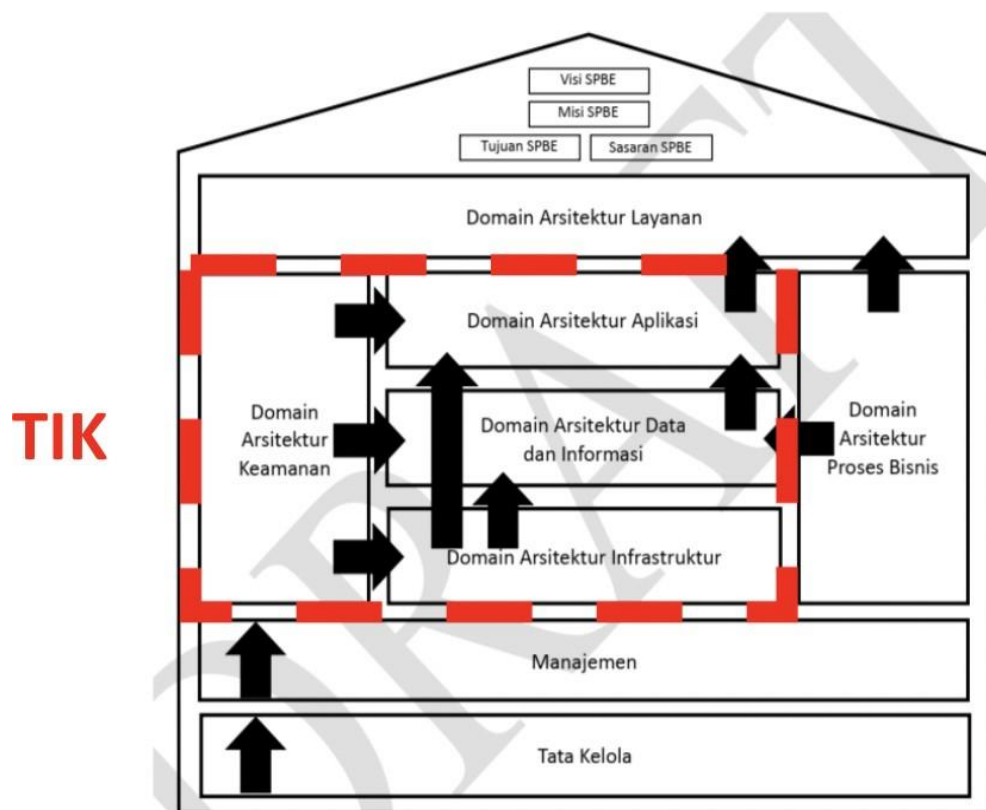 Visi SPBE
Misi SPBE
Tujuan SPBE
Sasaran SPBE
Domain Arsitektur Layanan
TIK
Domain
Arsitektur
Keamanan
Domain Arsitektur Aplikasi
Domain Arsitektur Data
dan Informasi
Domain Arsitektur Infrastruktur
Domain
Arsitektur
Proses Bisnis
Manajemen
Tata Kelola
DRAFT